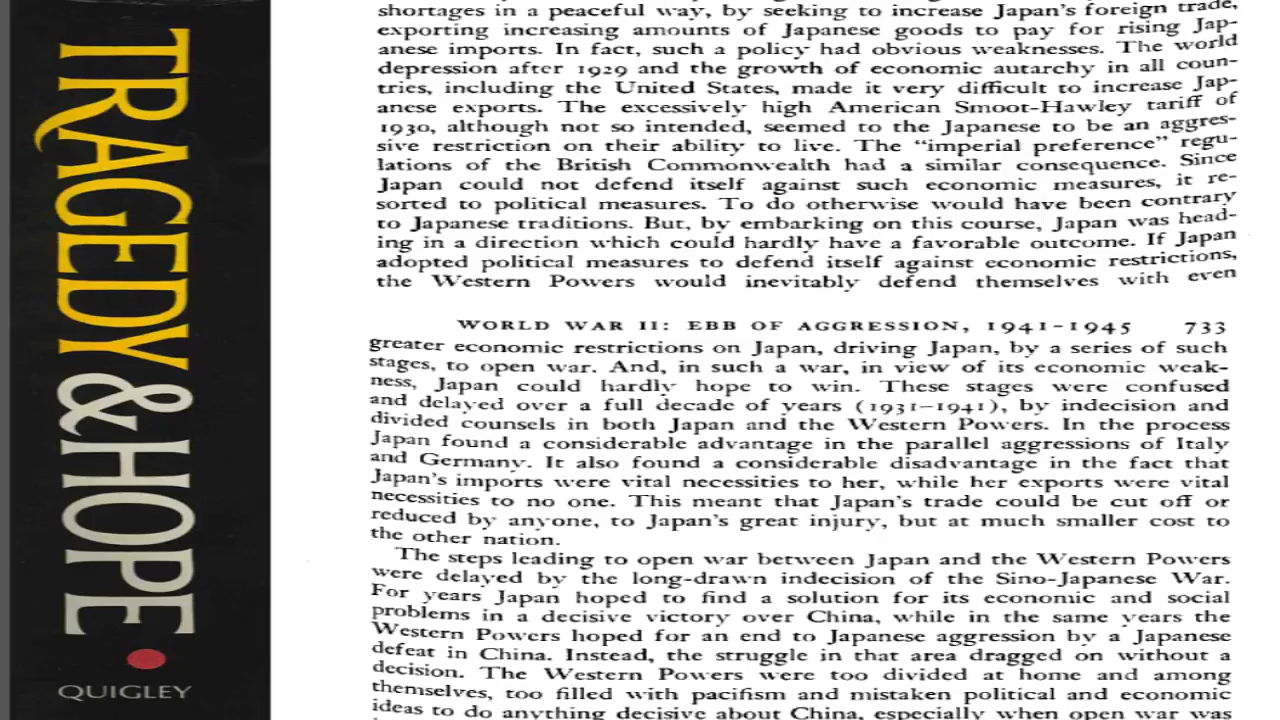 TRAGEDY & HOPE
QUIGLEY
shortages in a peaceful way, by seeking to increase Japan's foreign trade,
exporting increasing amounts of Japanese goods to pay for rising Jap-
anese imports. In fact, such a policy had obvious weaknesses. The world
depression after 1929 and the growth of economic autarchy in all coun-
tries, including the United States, made it very difficult to increase Jap-
anese exports. The excessively high American Smoot-Hawley tariff of
1930, although not so intended, seemed to the Japanese to be an aggres-
sive restriction on their ability to live. The "imperial preference" regu-
lations of the British Commonwealth had a similar consequence. Since
Japan could not defend itself against such economic measures, it re-
sorted to political measures. To do otherwise would have been contrary
to Japanese traditions. But, by embarking on this course, Japan was head-
ing in a direction which could hardly have a favorable outcome. If Japan
adopted political measures to defend itself against economic restrictions,
the Western Powers would inevitably defend themselves with even
WORLD WAR II: EBB OF AGGRESSION, 1941-1945 733
greater economic restrictions on Japan, driving Japan, by a series of such
stages, to open war. And, in such a war, in view of its economic weak-
ness, Japan could hardly hope to win. These stages were confused
and delayed over a full decade of years (1931-1941), by indecision and
divided counsels in both Japan and the Western Powers. In the process
Japan found a considerable advantage in the parallel aggressions of Italy
and Germany. It also found a considerable disadvantage in the fact that
Japan's imports were vital necessities to her, while her exports were vital
necessities to no one. This meant that Japan's trade could be cut off or
reduced by anyone, to Japan's great injury, but at much smaller cost to
the other nation.
The steps leading to open war between Japan and the Western Powers
were delayed by the long-drawn indecision of the Sino-Japanese War.
For years Japan hoped to find a solution for its economic and social
problems in a decisive victory over China, while in the same years the
Western Powers hoped for an end to Japanese aggression by a Japanese
defeat in China. Instead, the struggle in that area dragged on without a
decision. The Western Powers were too divided at home and among
themselves, too filled with pacifism and mistaken political and economic
ideas to do anything decisive about China, especially when open war was